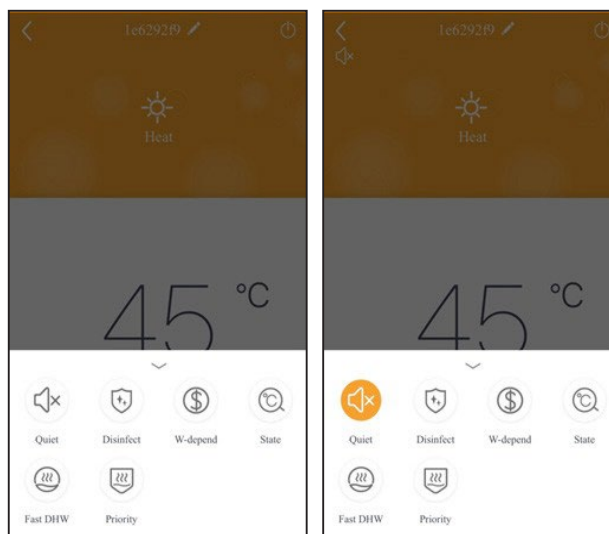 1e6292f9
Heat
45 °C
Quiet Disinfect W-depend State
Fast DHW Priority
1e6292f9
Heat
45 °C
Quiet Disinfect W-depend State
Fast DHW Priority